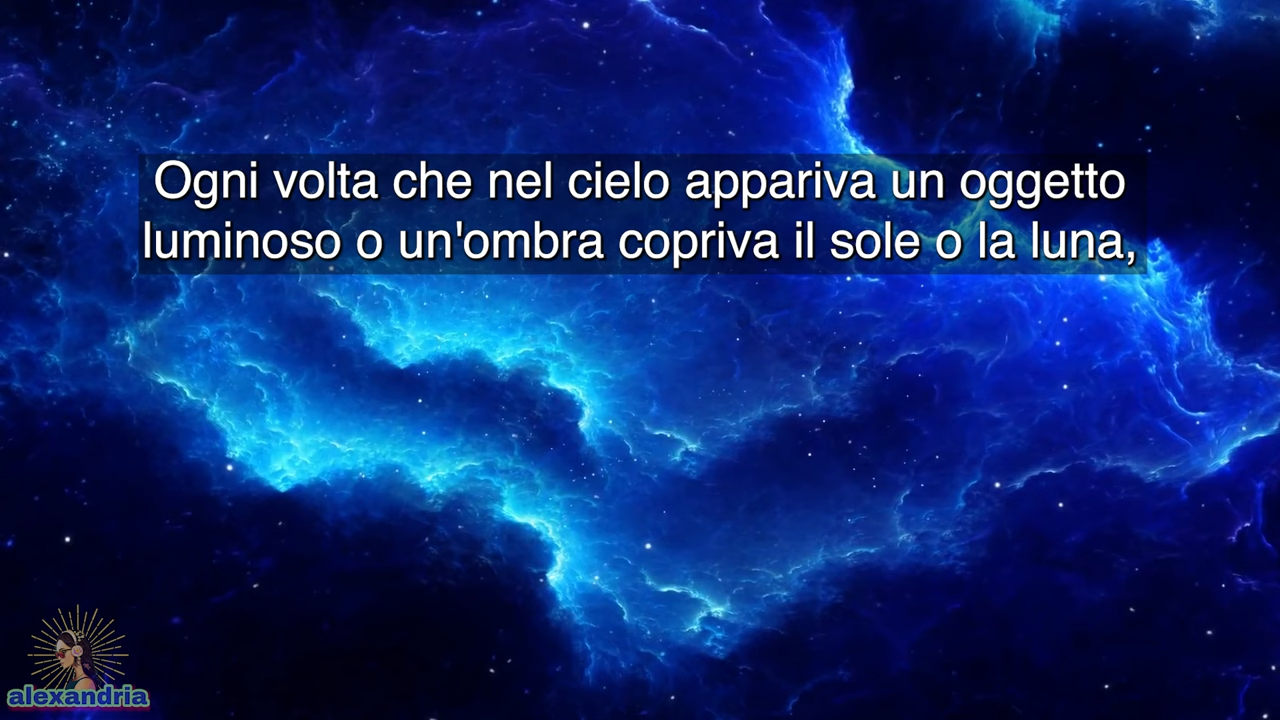 Ogni volta che nel cielo appariva un oggetto
luminoso o un'ombra copriva il sole o la luna,
alexandria